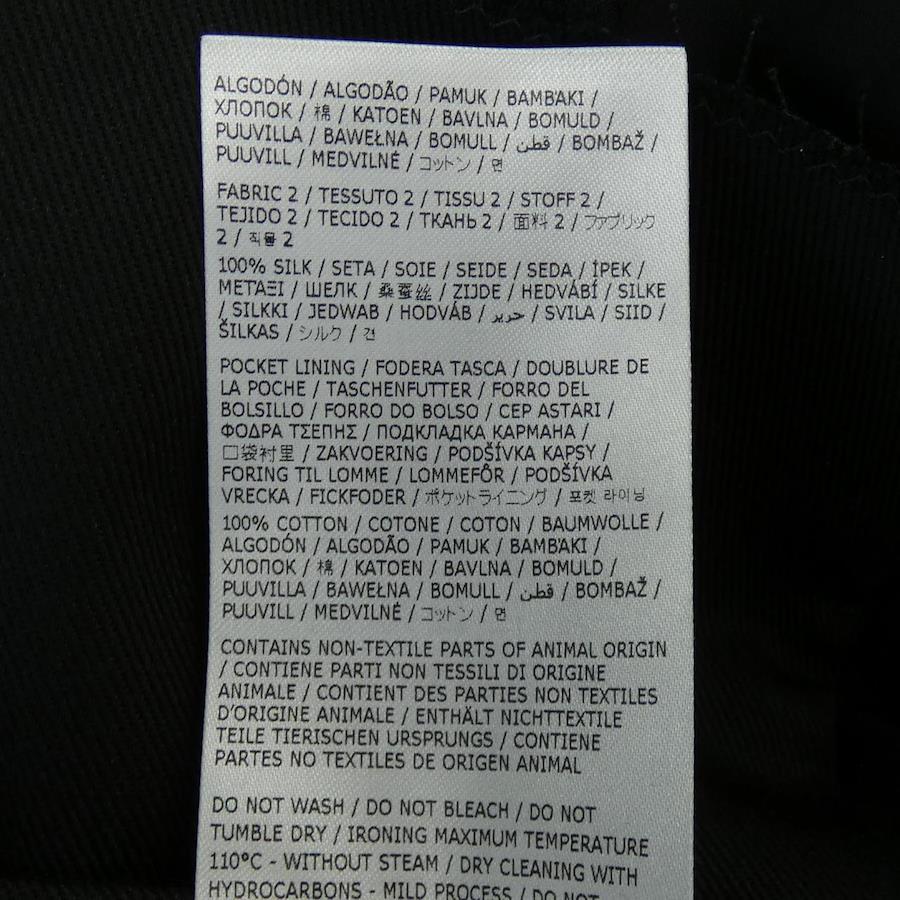 ALGODÓN / ALGODÃO / PAMUK / BAMBAKI /
ХЛОПОК / 棉 / KATOEN / BAVLNA / BOMULD /
PUUVILLA / BAWEŁNA / BOMULL / قطن / BOMBAŽ /
PUUVILL / MEDVILNÉ / コットン / 면
FABRIC 2 / TESSUTO 2 / TISSU 2 / STOFF 2 /
TEJIDO 2 / TECIDO 2 / ТКАНЬ 2 / 面料 2 / ファブリック
2 / 직물 2
100% SILK / SETA / SOIE / SEIDE / SEDA / İPEK /
ΜΕΤΑΞΙ / ШЕЛК / 桑蚕丝 / ZIJDE / HEDVÁBÍ / SILKE
/ SILKKI / JEDWAB / HODVÁB / حرير / SVILA / SIID /
ŠILKAS / シルク / 견
POCKET LINING / FODERA TASCA / DOUBLURE DE
LA POCHE / TASCHENFUTTER / FORRO DEL
BOLSILLO / FORRO DO BOLSO / CEP ASTARI /
ΦΟΔΡΑ ΤΣΕΠΗΣ / ПОДКЛАДКА КАРМАНА /
口袋衬里 / ZAKVOERING / PODŠÍVKA KAPSY /
FORING TIL LOMME / LOMMEFÔR / PODŠÍVKA
VRECKA / FICKFODER / ポケットライニング / 포켓 라이닝
100% COTTON / COTONE / COTON / BAUMWOLLE /
ALGODÓN / ALGODÃO / PAMUK / BAMBAKI /
ХЛОПОК / 棉 / KATOEN / BAVLNA / BOMULD /
PUUVILLA / BAWEŁNA / BOMULL / قطن / BOMBAŽ /
PUUVILL / MEDVILNÉ / コットン / 면
CONTAINS NON-TEXTILE PARTS OF ANIMAL ORIGIN
/ CONTIENE PARTI NON TESSILI DI ORIGINE
ANIMALE / CONTIENT DES PARTIES NON TEXTILES
D'ORIGINE ANIMALE / ENTHÄLT NICHTTEXTILE
TEILE TIERISCHEN URSPRUNGS / CONTIENE
PARTES NO TEXTILES DE ORIGEN ANIMAL
DO NOT WASH / DO NOT BLEACH / DO NOT
TUMBLE DRY / IRONING MAXIMUM TEMPERATURE
110°C - WITHOUT STEAM / DRY CLEANING WITH
HYDROCARBONS - MILD PROCESS / DO NOT